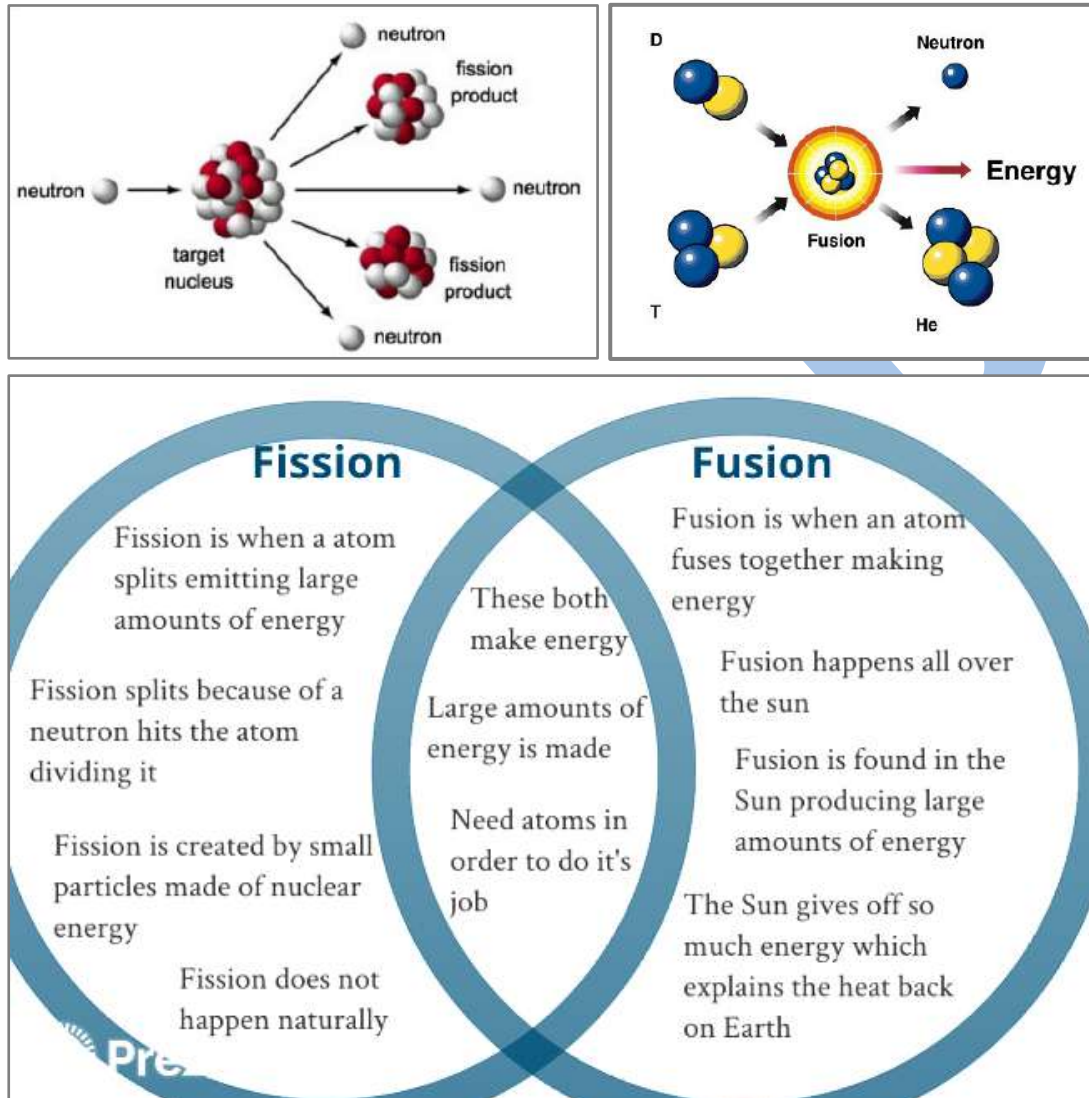 neutron
fission
product
neutron
neutron
target
nucleus
fission
product
neutron
D
Neutron
Energy
Fusion
T
He
Fission
Fission is when a atom
splits emitting large
amounts of energy
Fission splits because of a
neutron hits the atom
dividing it
Fission is created by small
particles made of nuclear
energy
Fission does not
happen naturally
These both
make energy
Large amounts of
energy is made
Need atoms in
order to do it's
job
Fusion
Fusion is when an atom
fuses together making
energy
Fusion happens all over
the sun
Fusion is found in the
Sun producing large
amounts of energy
The Sun gives off so
much energy which
explains the heat back
on Earth